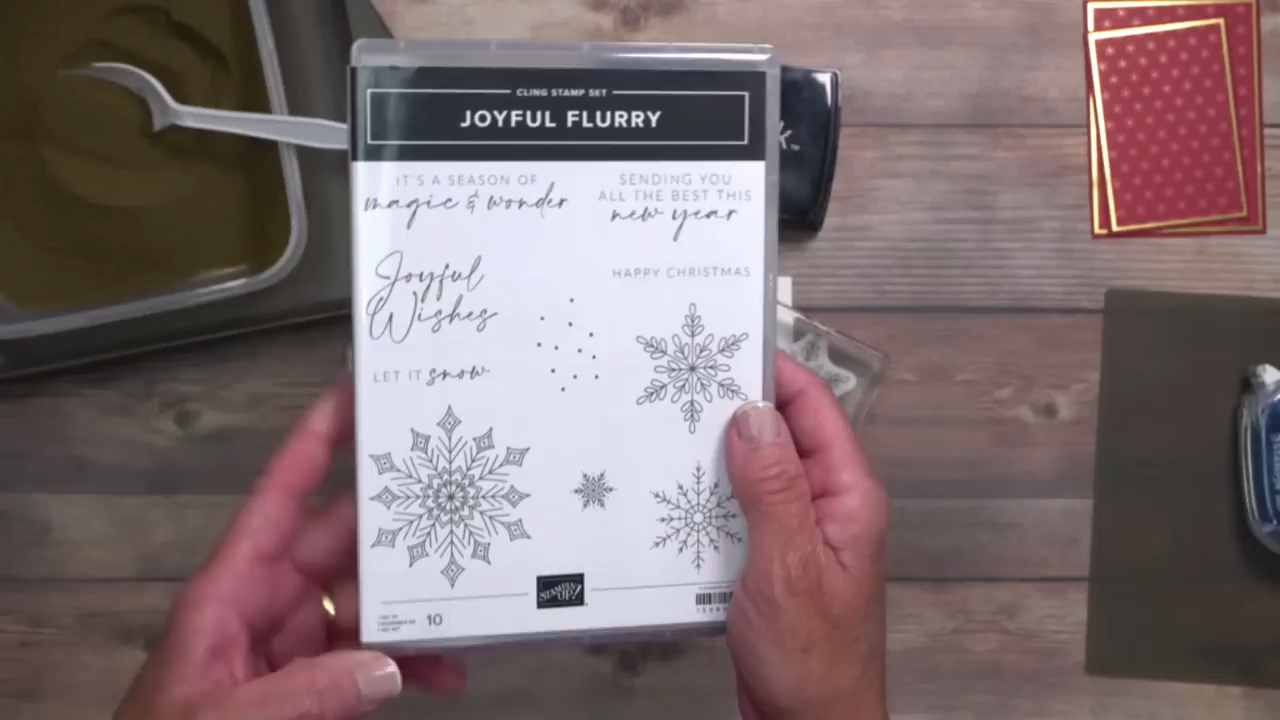 CLING STAMP SET
JOYFUL FLURRY
IT'S A SEASON OF
magic & wonder
SENDING YOU
ALL THE BEST THIS
new year
Joyful
Wishes
HAPPY CHRISTMAS
LET IT snow
STAMPIN' UP!
10